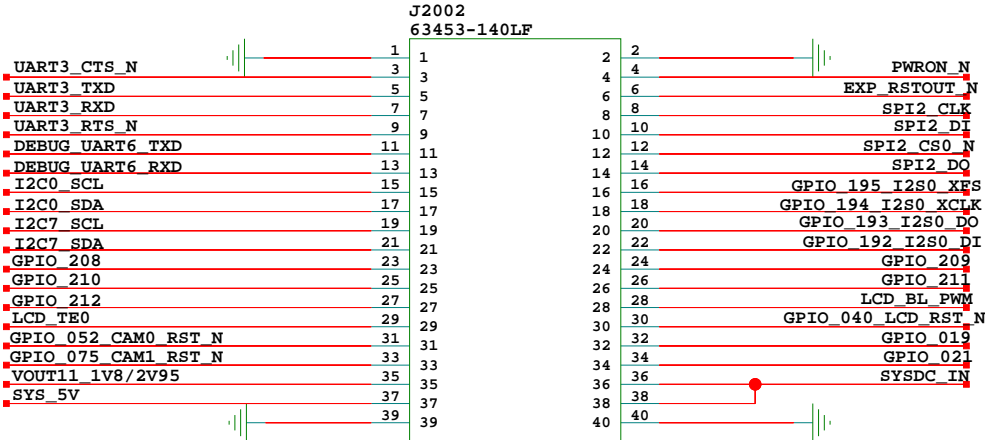 J2002
63453-140LF
1 1 2 2
UART3_CTS_N 3 3 4 4 PWRON_N
UART3_TXD 5 5 6 6 EXP_RSTOUT_N
UART3_RXD 7 7 8 8 SPI2_CLK
UART3_RTS_N 9 9 10 10 SPI2_DI
DEBUG_UART6_TXD 11 11 12 12 SPI2_CS0_N
DEBUG_UART6_RXD 13 13 14 14 SPI2_DO
I2C0_SCL 15 15 16 16 GPIO_195_I2S0_XFS
I2C0_SDA 17 17 18 18 GPIO_194_I2S0_XCLK
I2C7_SCL 19 19 20 20 GPIO_193_I2S0_DO
I2C7_SDA 21 21 22 22 GPIO_192_I2S0_DI
GPIO_208 23 23 24 24 GPIO_209
GPIO_210 25 25 26 26 GPIO_211
GPIO_212 27 27 28 28 LCD_BL_PWM
LCD_TE0 29 29 30 30 GPIO_040_LCD_RST_N
GPIO_052_CAM0_RST_N 31 31 32 32 GPIO_019
GPIO_075_CAM1_RST_N 33 33 34 34 GPIO_021
VOUT11_1V8/2V95 35 35 36 36 SYSDC_IN
SYS_5V 37 37 38 38
39 39 40 40